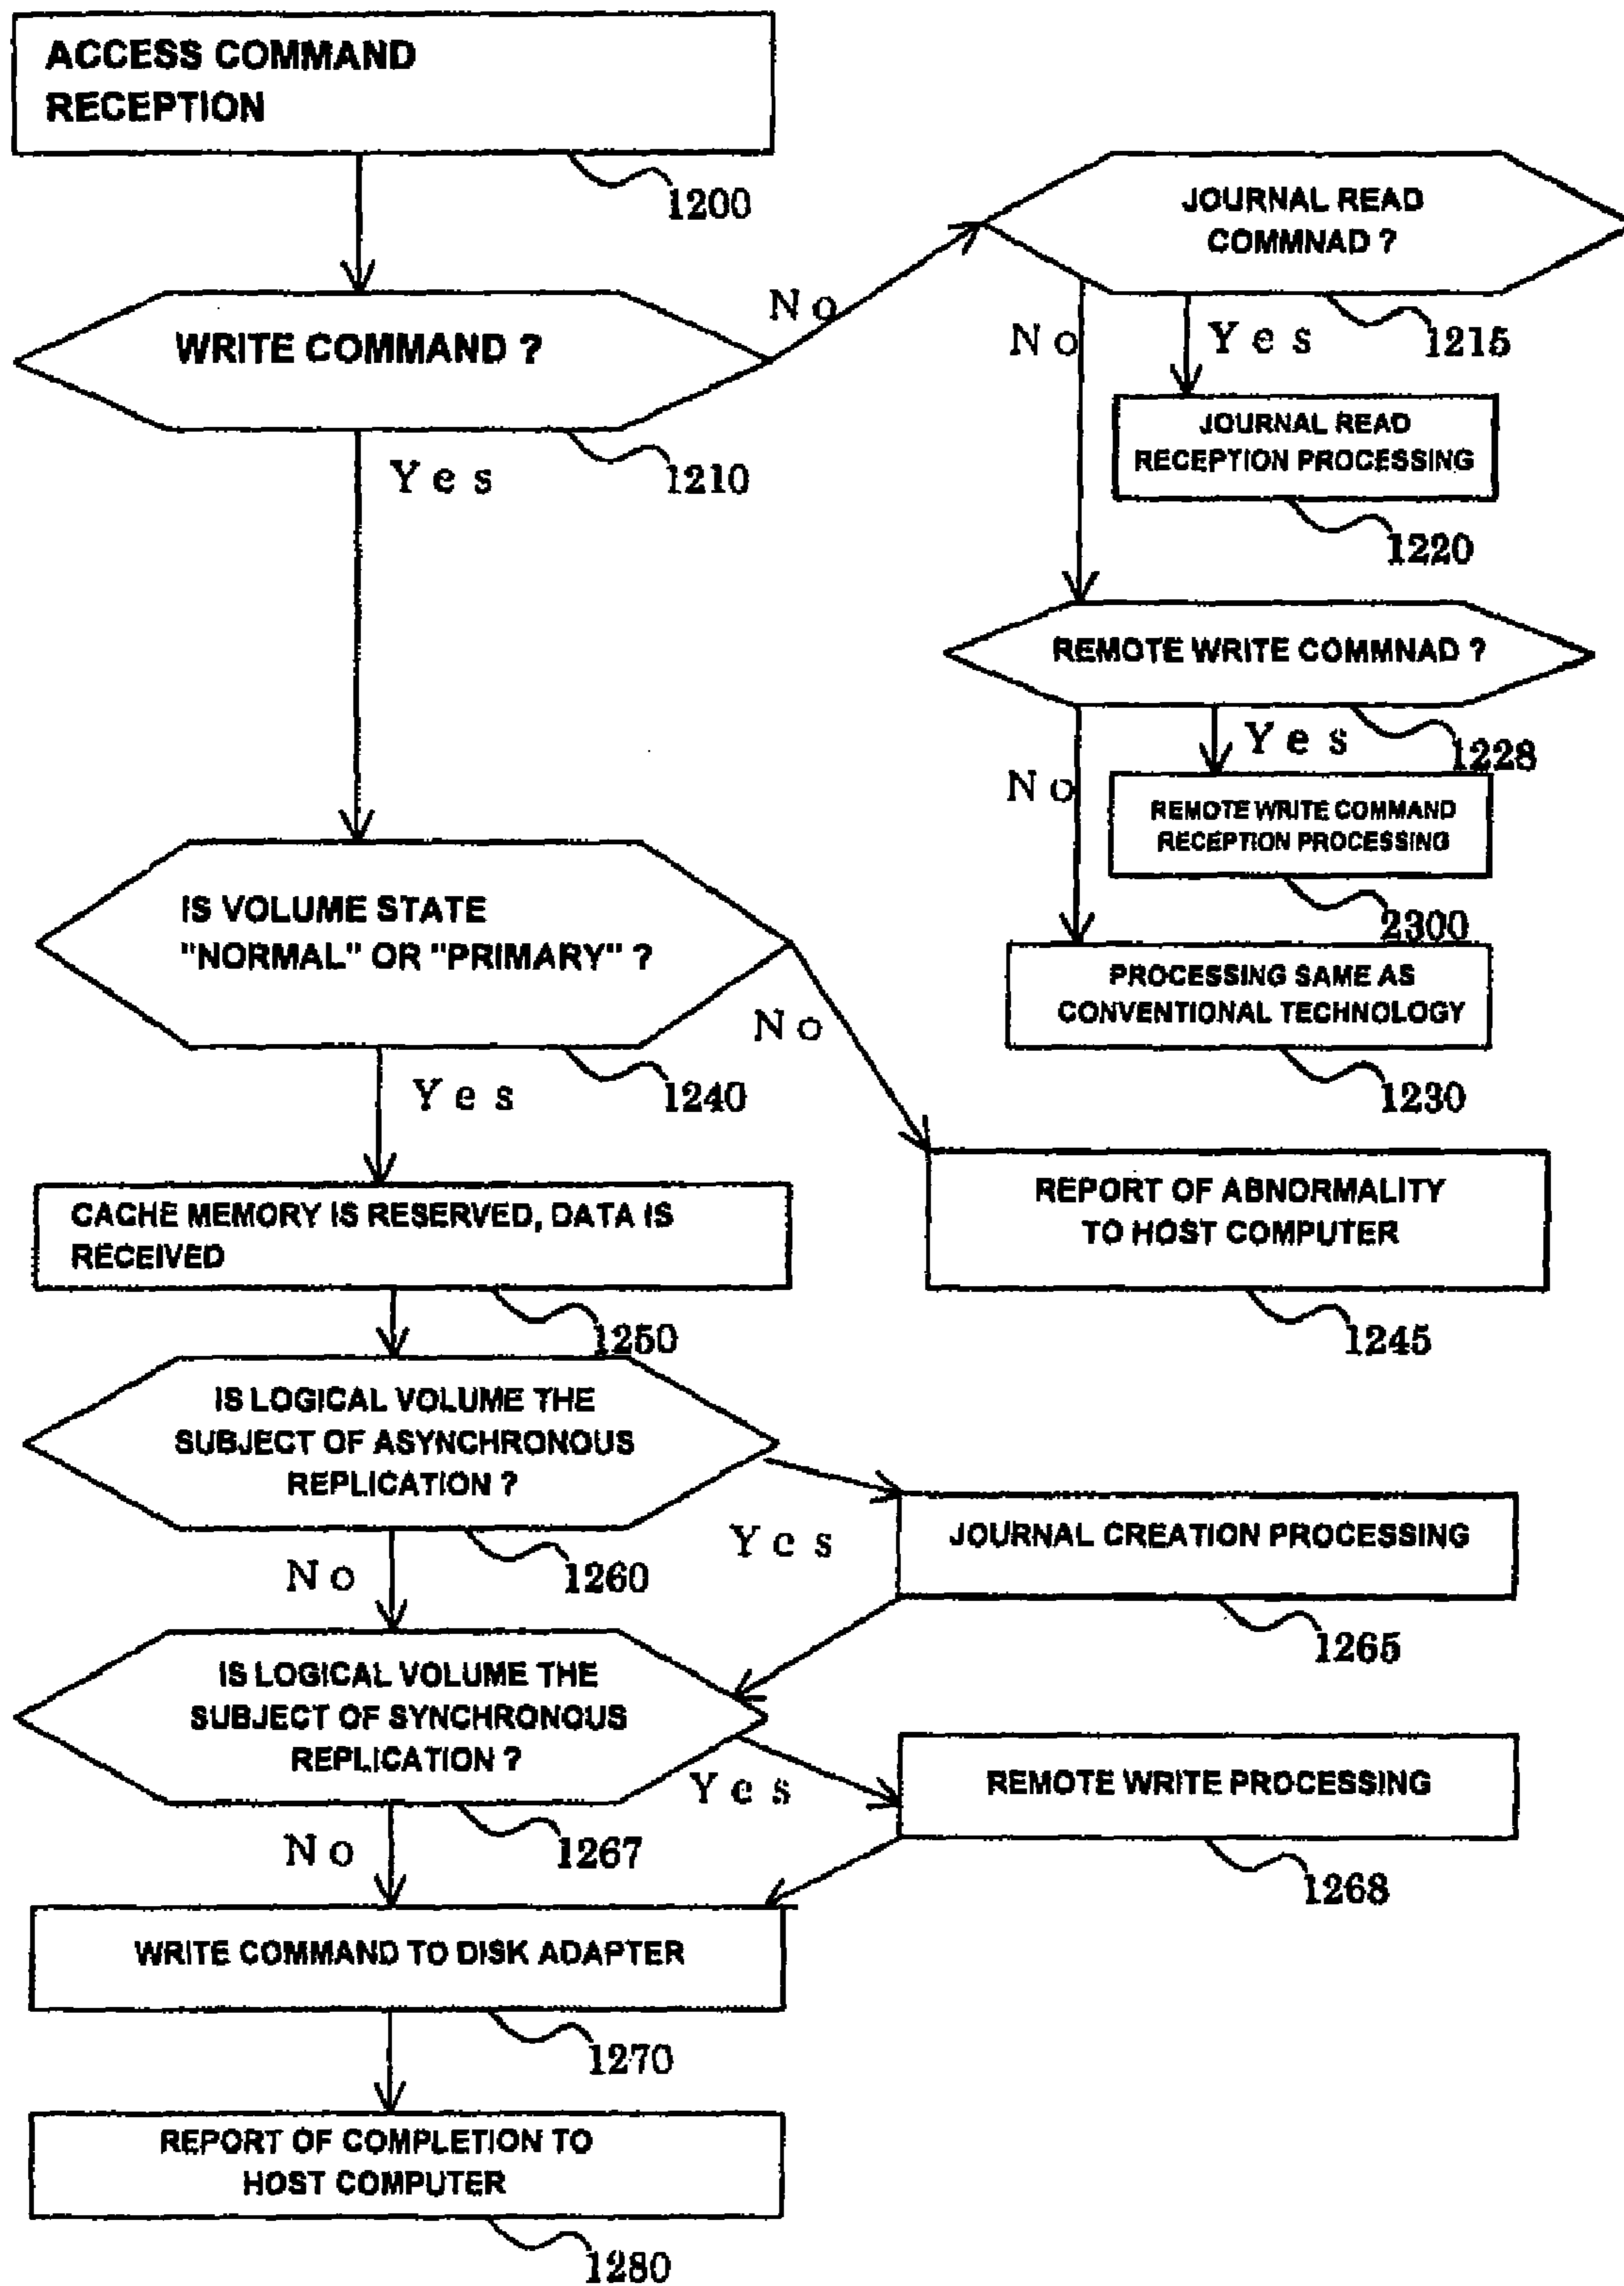 ACCESS COMMAND
RECEPTION
1200
WRITE COMMAND ?
No
1210
Yes
JOURNAL READ
COMMNAD ?
1215
No
Yes
JOURNAL READ
RECEPTION PROCESSING
1220
REMOTE WRITE COMMNAD ?
1228
Yes
No
REMOTE WRITE COMMAND
RECEPTION PROCESSING
2300
PROCESSING SAME AS
CONVENTIONAL TECHNOLOGY
1230
IS VOLUME STATE
"NORMAL" OR "PRIMARY" ?
No
1240
Yes
REPORT OF ABNORMALITY
TO HOST COMPUTER
1245
CACHE MEMORY IS RESERVED, DATA IS
RECEIVED
1250
IS LOGICAL VOLUME THE
SUBJECT OF ASYNCHRONOUS
REPLICATION ?
Yes
1260
No
JOURNAL CREATION PROCESSING
1265
IS LOGICAL VOLUME THE
SUBJECT OF SYNCHRONOUS
REPLICATION ?
Yes
1267
No
REMOTE WRITE PROCESSING
1268
WRITE COMMAND TO DISK ADAPTER
1270
REPORT OF COMPLETION TO
HOST COMPUTER
1280